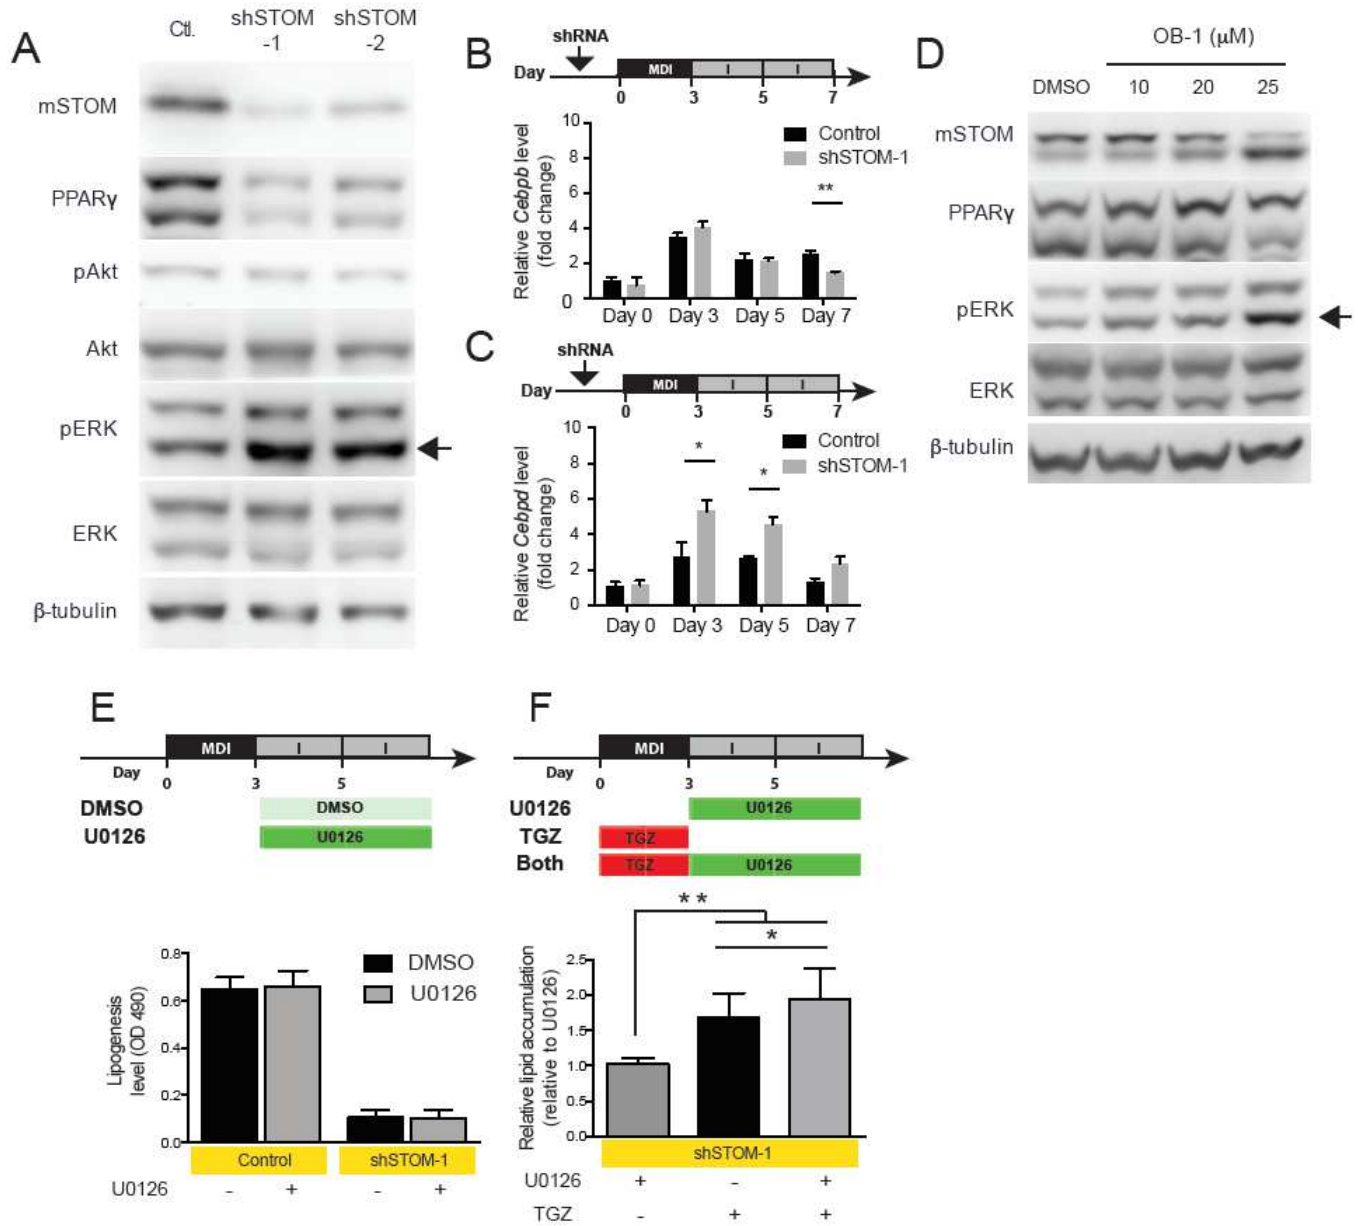 A
Ctl.
shSTOM
-1
shSTOM
-2
mSTOM
PPARγ
pAkt
Akt
pERK
ERK
β-tubulin
B
shRNA
Day
MDI
I
I
0
3
5
7
Relative Cebpb level
(fold change)
10
8
6
4
2
0
Control
shSTOM-1
**
Day 0
Day 3
Day 5
Day 7
C
shRNA
Day
MDI
I
I
0
3
5
7
Relative Cebpd level
(fold change)
10
8
6
4
2
0
Control
shSTOM-1
*
*
Day 0
Day 3
Day 5
Day 7
D
OB-1 (μM)
DMSO
10
20
25
mSTOM
PPARγ
pERK
ERK
β-tubulin
E
MDI
I
I
Day
0
3
5
DMSO
DMSO
U0126
U0126
Lipogenesis
level (OD 490)
0.8
0.6
0.4
0.2
0.0
DMSO
U0126
Control
shSTOM-1
U0126
-
+
-
+
F
MDI
I
I
Day
0
3
5
U0126
U0126
TGZ
TGZ
Both
TGZ
U0126
**
*
Relative lipid accumulation
(relative to U0126)
2.5
2.0
1.5
1.0
0.5
0.0
shSTOM-1
U0126
+
-
+
TGZ
-
+
+